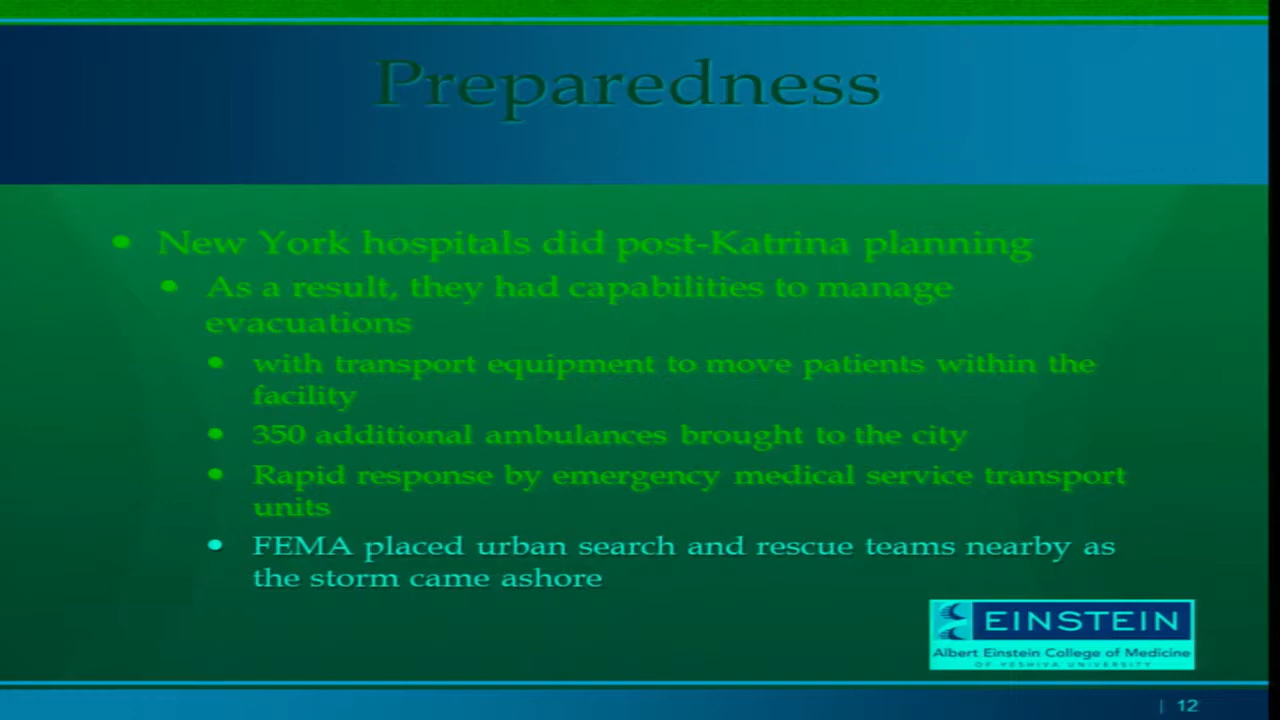 Preparedness
New York hospitals did post-Katrina planning
As a result, they had capabilities to manage
evacuations
with transport equipment to move patients within the
facility
350 additional ambulances brought to the city
Rapid response by emergency medical service transport
units
FEMA placed urban search and rescue teams nearby as
the storm came ashore
EINSTEIN
Albert Einstein College of Medicine
OF YESHIVA UNIVERSITY
| 12